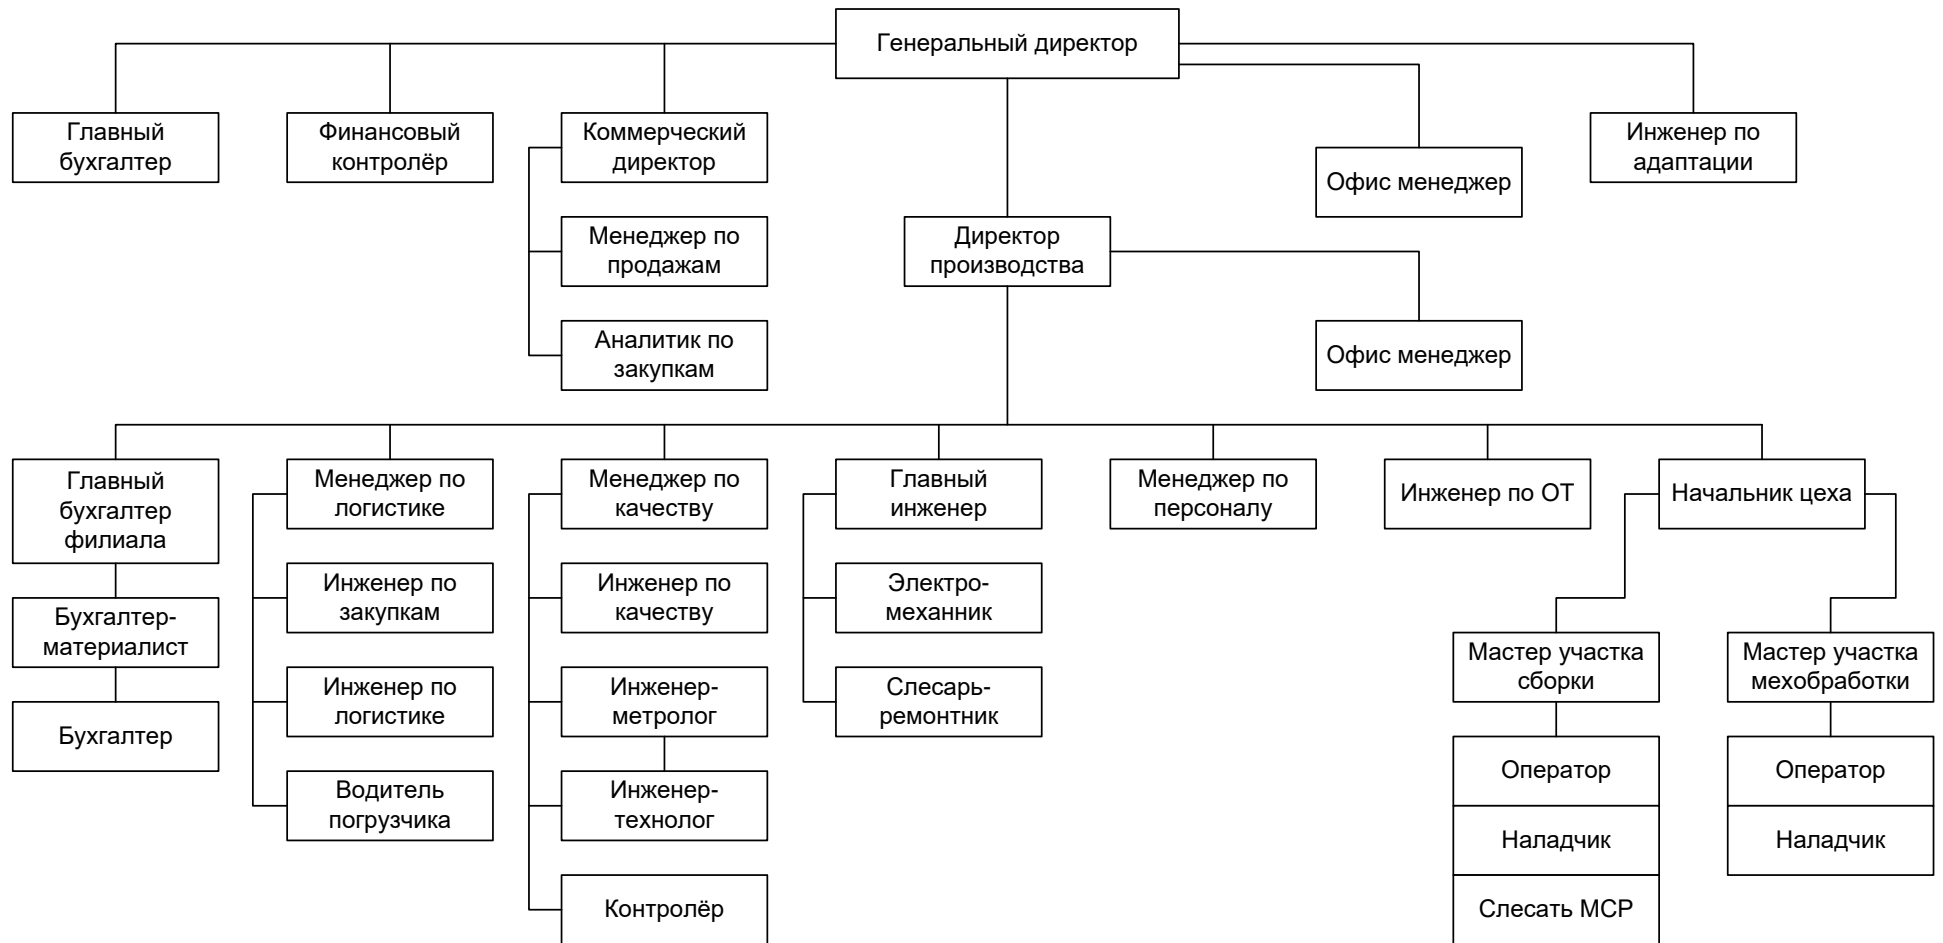 Генеральный директор
Главный
бухгалтер
Финансовый
контролёр
Коммерческий
директор
Инженер по
адаптации
Офис менеджер
Менеджер по
продажам
Директор
производства
Аналитик по
закупкам
Офис менеджер
Главный
бухгалтер
филиала
Менеджер по
логистике
Менеджер по
качеству
Главный
инженер
Менеджер по
персоналу
Инженер по ОТ
Начальник цеха
Бухгалтер-
материалист
Бухгалтер
Инженер по
закупкам
Инженер по
логистике
Водитель
погрузчика
Инженер по
качеству
Инженер-
метролог
Инженер-
технолог
Контролёр
Электро-
механник
Слесарь-
ремонтник
Мастер участка
сборки
Оператор
Наладчик
Слесать МСР
Мастер участка
мехобработки
Оператор
Наладчик